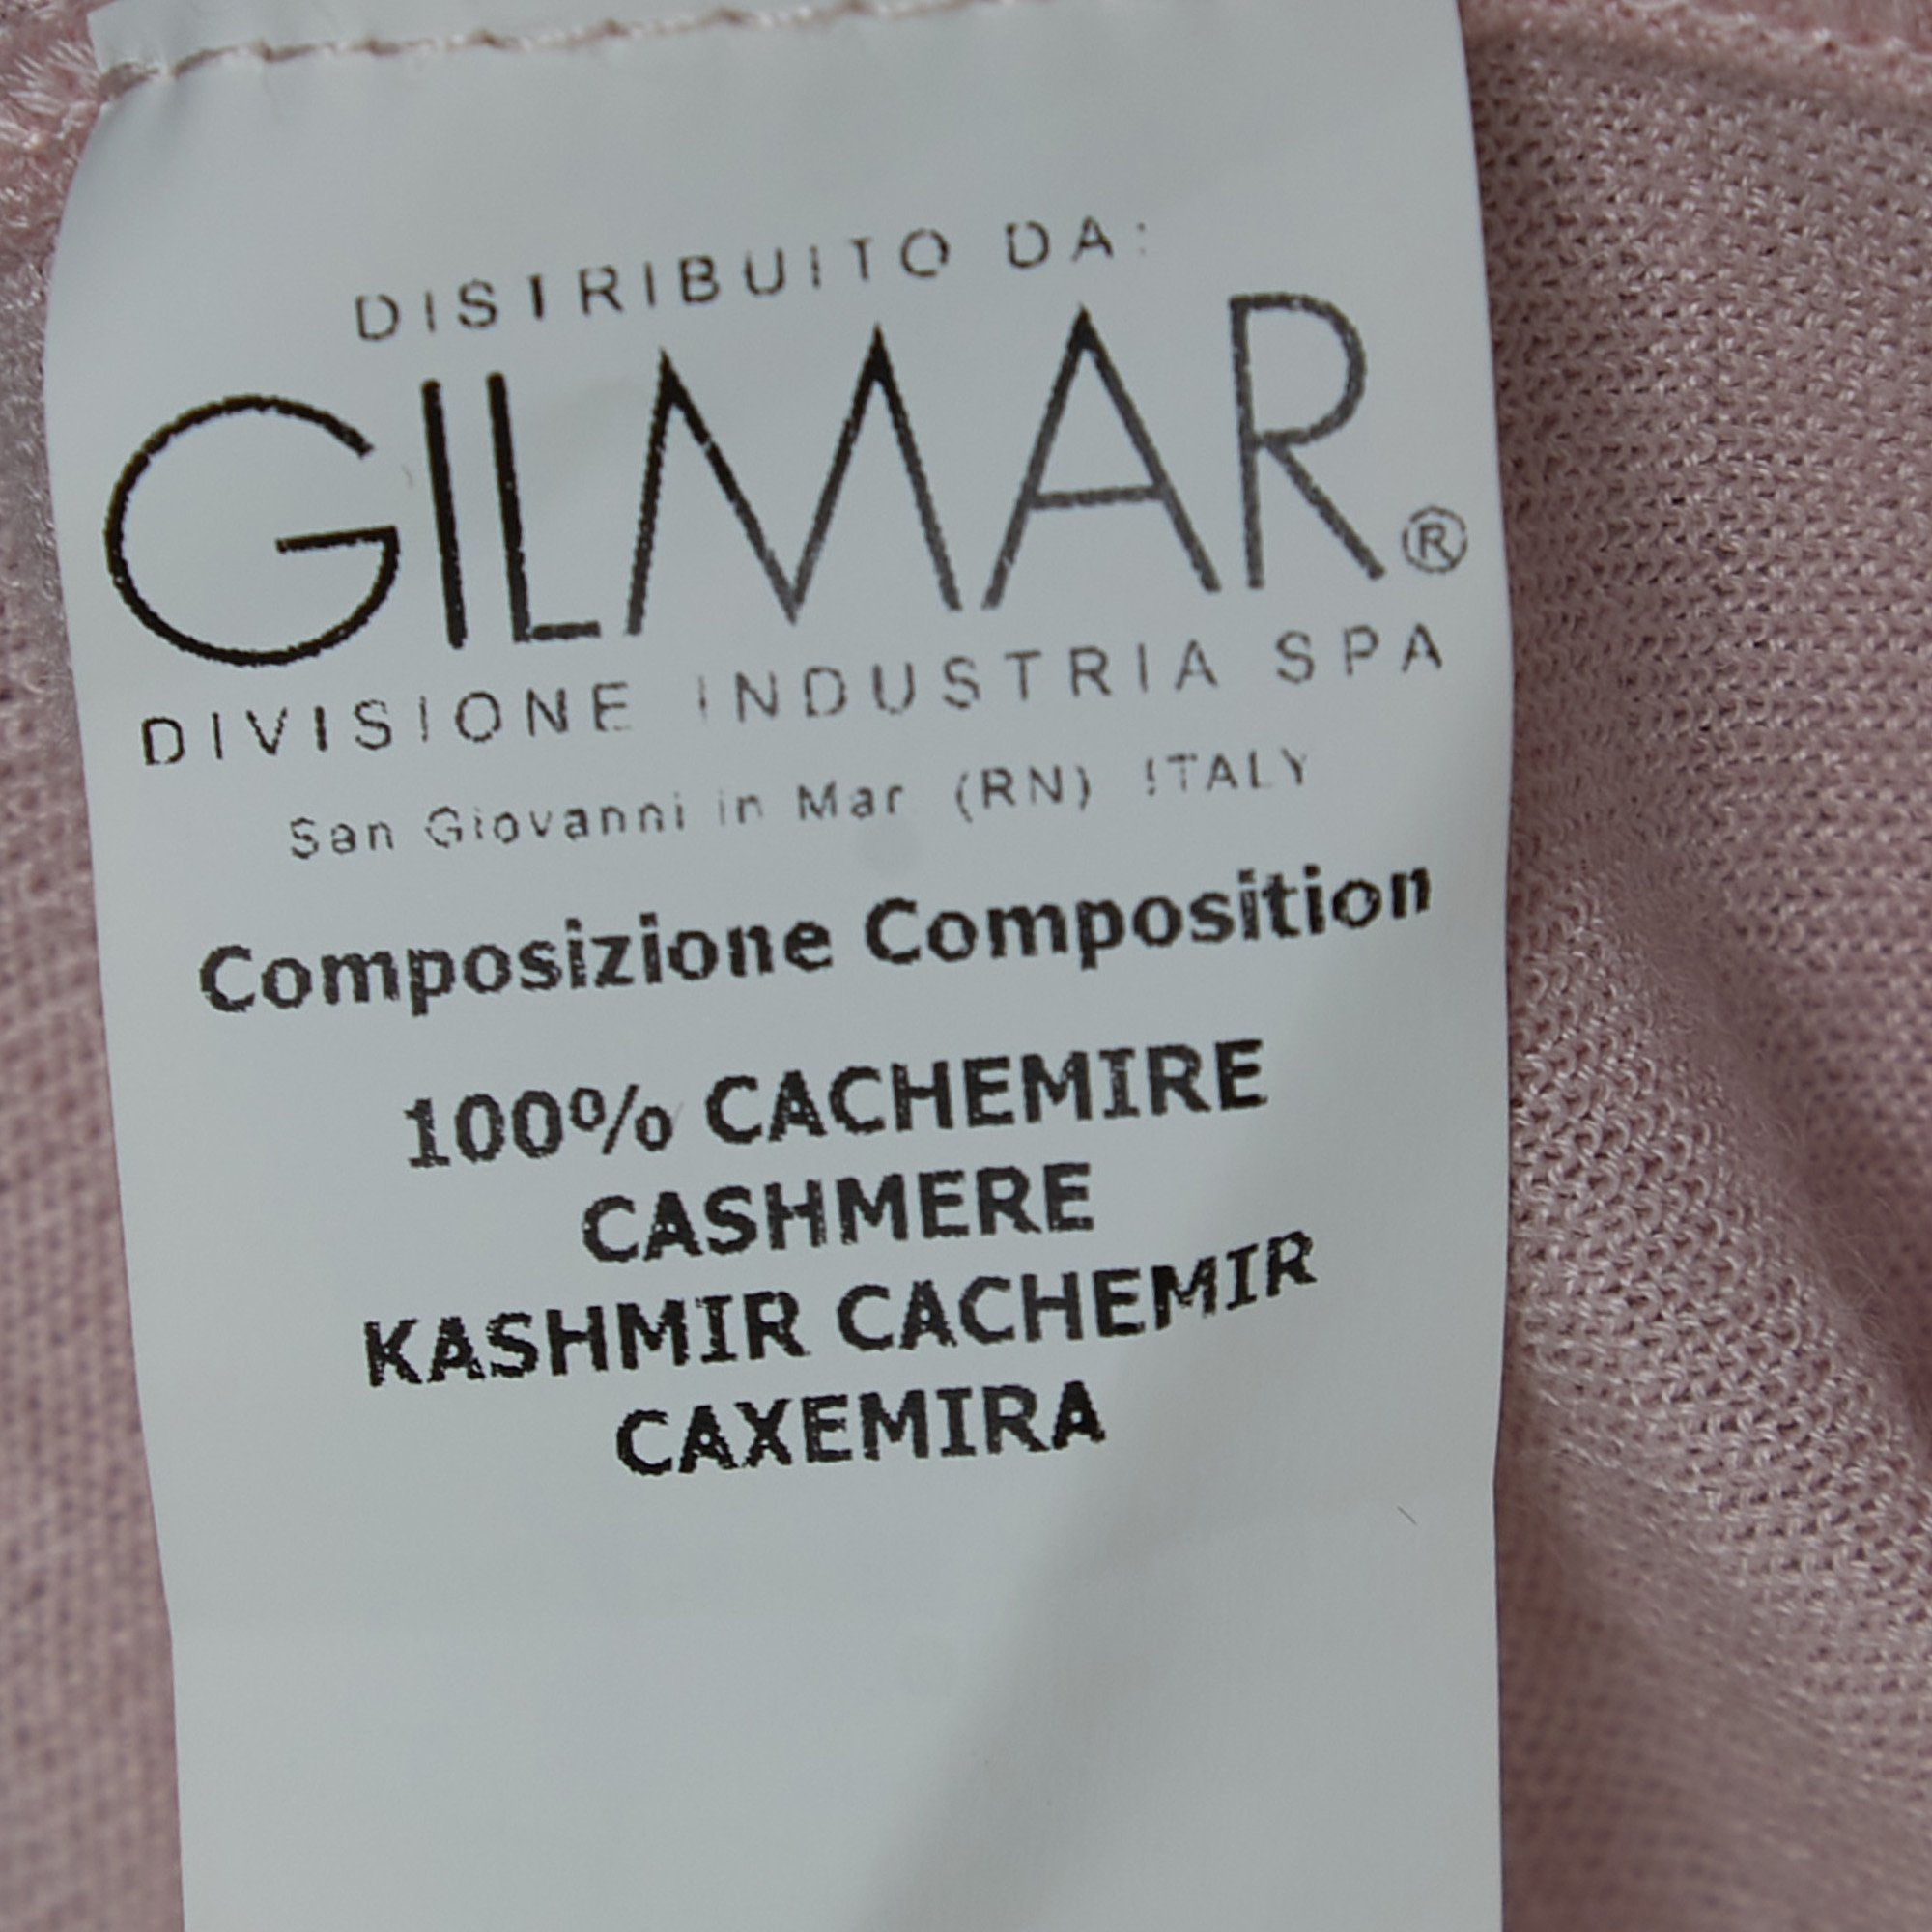 DISTRIBUITO DA:
GILMAR®
DIVISIONE INDUSTRIA SPA
San Giovanni in Mar (RN) ITALY
Composizione Composition
100% CACHEMIRE
CASHMERE
KASHMIR CACHEMIR
CAXEMIRA